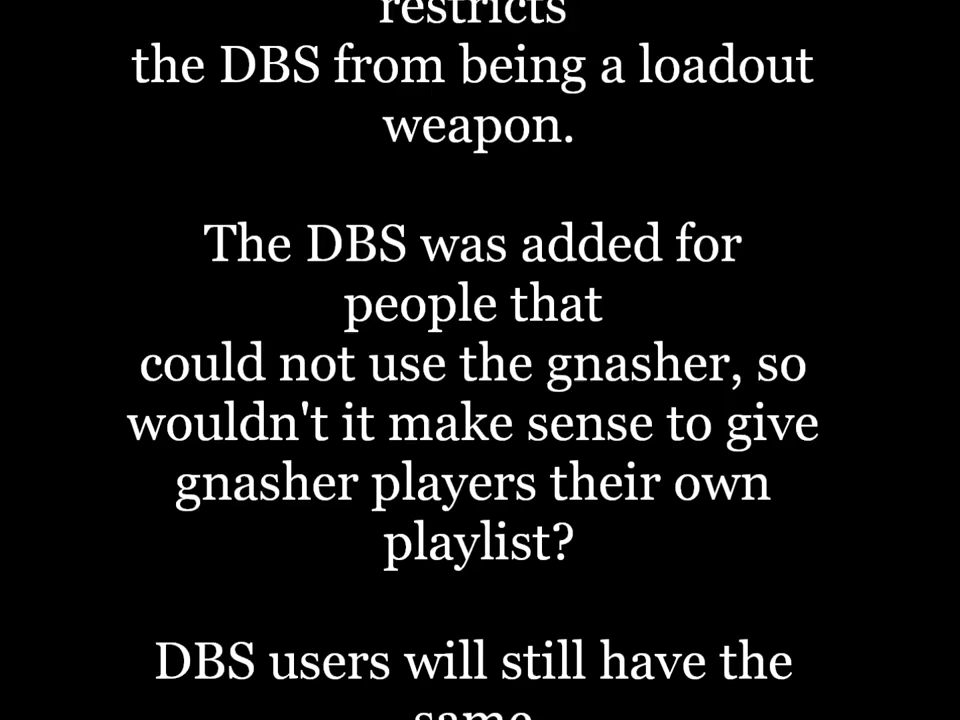 restricts
the DBS from being a loadout
weapon.
The DBS was added for
people that
could not use the gnasher, so
wouldn't it make sense to give
gnasher players their own
playlist?
DBS users will still have the
same